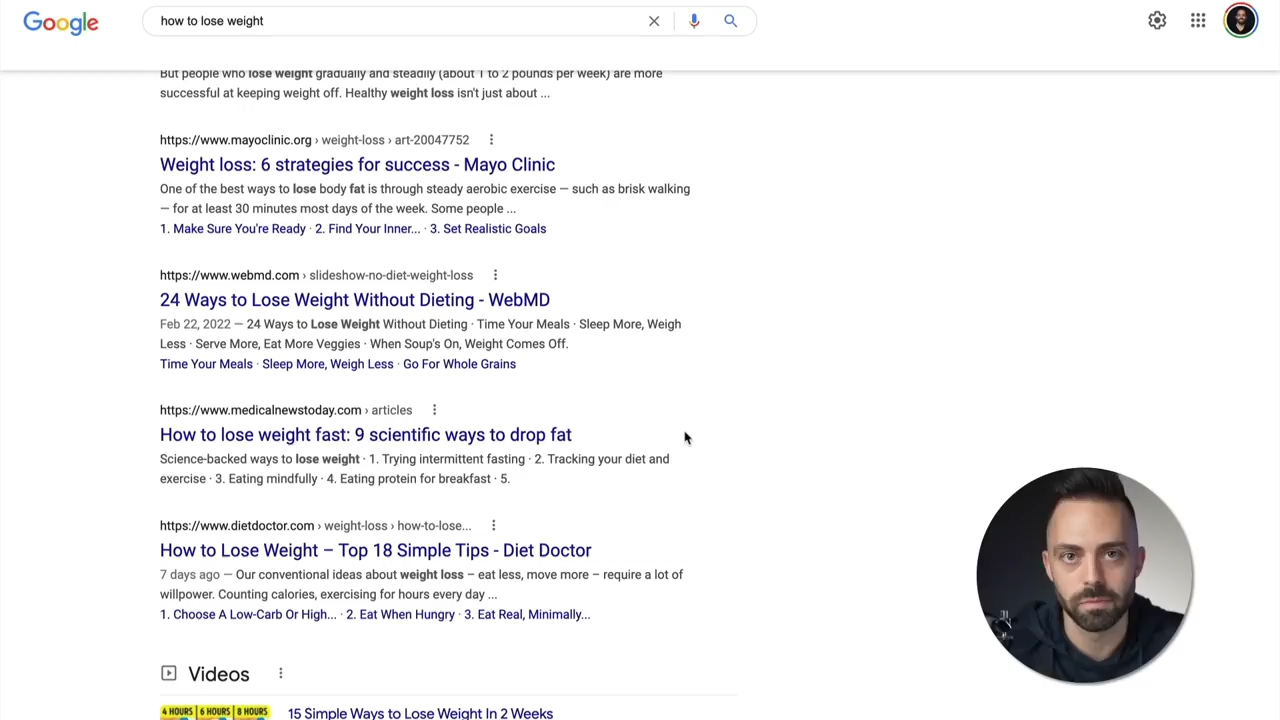 Google
how to lose weight
But people who lose weight gradually and steadily (about 1 to 2 pounds per week) are more
successful at keeping weight off. Healthy weight loss isn't just about ...
https://www.mayoclinic.org › weight-loss › art-20047752
Weight loss: 6 strategies for success - Mayo Clinic
One of the best ways to lose body fat is through steady aerobic exercise — such as brisk walking
— for at least 30 minutes most days of the week. Some people ...
1. Make Sure You're Ready · 2. Find Your Inner... · 3. Set Realistic Goals
https://www.webmd.com › slideshow-no-diet-weight-loss
24 Ways to Lose Weight Without Dieting - WebMD
Feb 22, 2022 — 24 Ways to Lose Weight Without Dieting · Time Your Meals · Sleep More, Weigh
Less · Serve More, Eat More Veggies · When Soup's On, Weight Comes Off.
Time Your Meals · Sleep More, Weigh Less · Go For Whole Grains
https://www.medicalnewstoday.com › articles
How to lose weight fast: 9 scientific ways to drop fat
Science-backed ways to lose weight · 1. Trying intermittent fasting · 2. Tracking your diet and
exercise · 3. Eating mindfully · 4. Eating protein for breakfast · 5.
https://www.dietdoctor.com › weight-loss › how-to-lose...
How to Lose Weight – Top 18 Simple Tips - Diet Doctor
7 days ago — Our conventional ideas about weight loss – eat less, move more – require a lot of
willpower. Counting calories, exercising for hours every day ...
1. Choose A Low-Carb Or High... · 2. Eat When Hungry · 3. Eat Real, Minimally...
Videos
4 HOURS 6 HOURS 8 HOURS
15 Simple Ways to Lose Weight In 2 Weeks